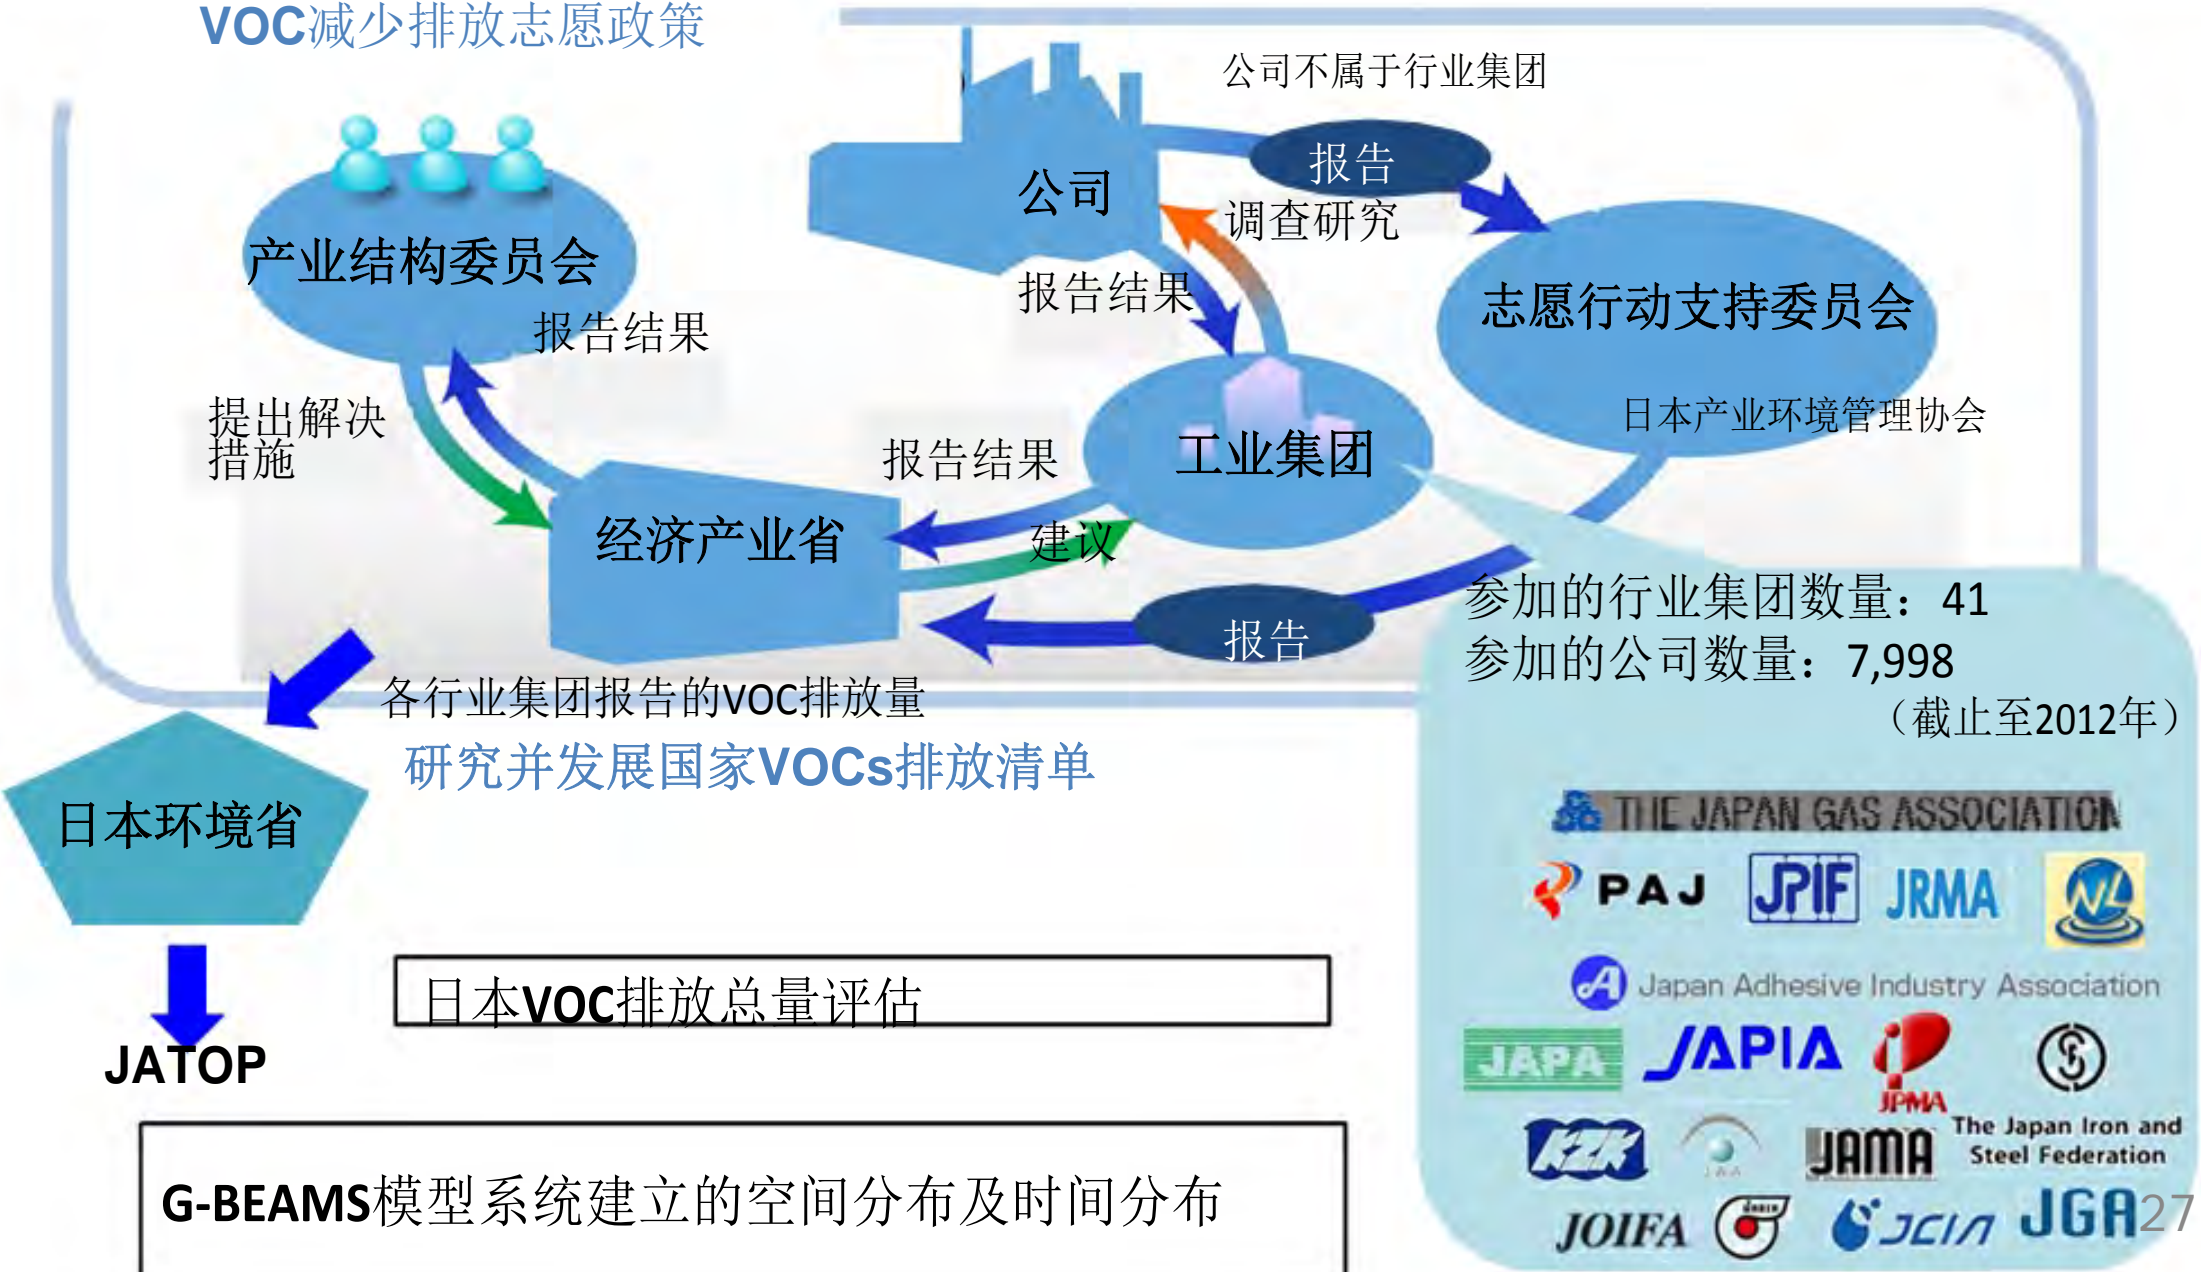 VOC减少排放志愿政策
公司不属于行业集团
报告
公司
调查研究
产业结构委员会
报告结果
志愿行动支持委员会
报告结果
提出解决
措施
日本产业环境管理协会
报告结果
工业集团
经济产业省
建议
报告
参加的行业集团数量：41
参加的公司数量：7,998
（截止至2012年）
各行业集团报告的VOC排放量
研究并发展国家VOCs排放清单
日本环境省
THE JAPAN GAS ASSOCIATION
PAJ
JPIF
JRMA
NL
日本VOC排放总量评估
Japan Adhesive Industry Association
JATOP
JAPA
JAPIA
JPMA
KZK
JAMA
The Japan Iron and
Steel Federation
G-BEAMS模型系统建立的空间分布及时间分布
JOIFA
JCIA
JGA
27